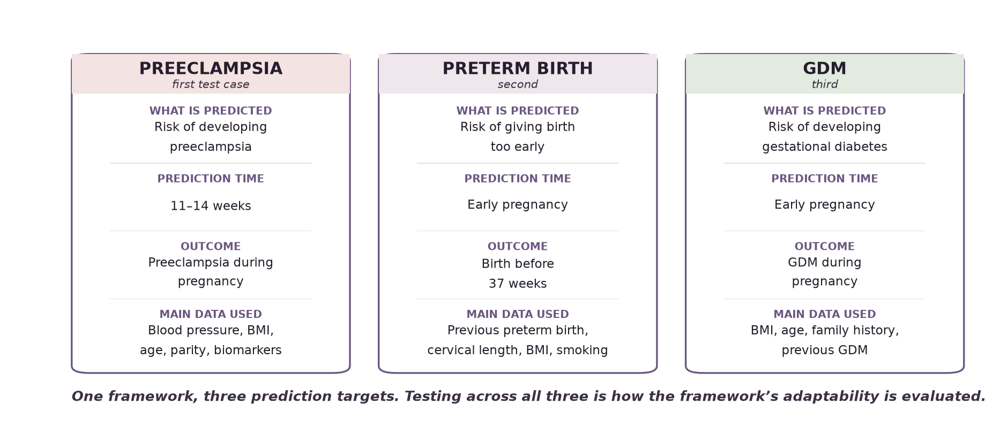 PREECLAMPSIA
first test case
WHAT IS PREDICTED
Risk of developing
preeclampsia
PREDICTION TIME
11–14 weeks
OUTCOME
Preeclampsia during
pregnancy
MAIN DATA USED
Blood pressure, BMI,
age, parity, biomarkers
PRETERM BIRTH
second
WHAT IS PREDICTED
Risk of giving birth
too early
PREDICTION TIME
Early pregnancy
OUTCOME
Birth before
37 weeks
MAIN DATA USED
Previous preterm birth,
cervical length, BMI, smoking
GDM
third
WHAT IS PREDICTED
Risk of developing
gestational diabetes
PREDICTION TIME
Early pregnancy
OUTCOME
GDM during
pregnancy
MAIN DATA USED
BMI, age, family history,
previous GDM
One framework, three prediction targets. Testing across all three is how the framework’s adaptability is evaluated.